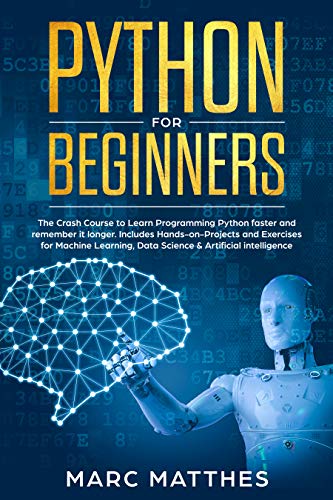 PYTHON
FOR
BEGINNERS
The Crash Course to Learn Programming Python faster and
remember it longer. Includes Hands-on-Projects and Exercises
for Machine Learning, Data Science & Artificial intelligence
MARC MATTHES